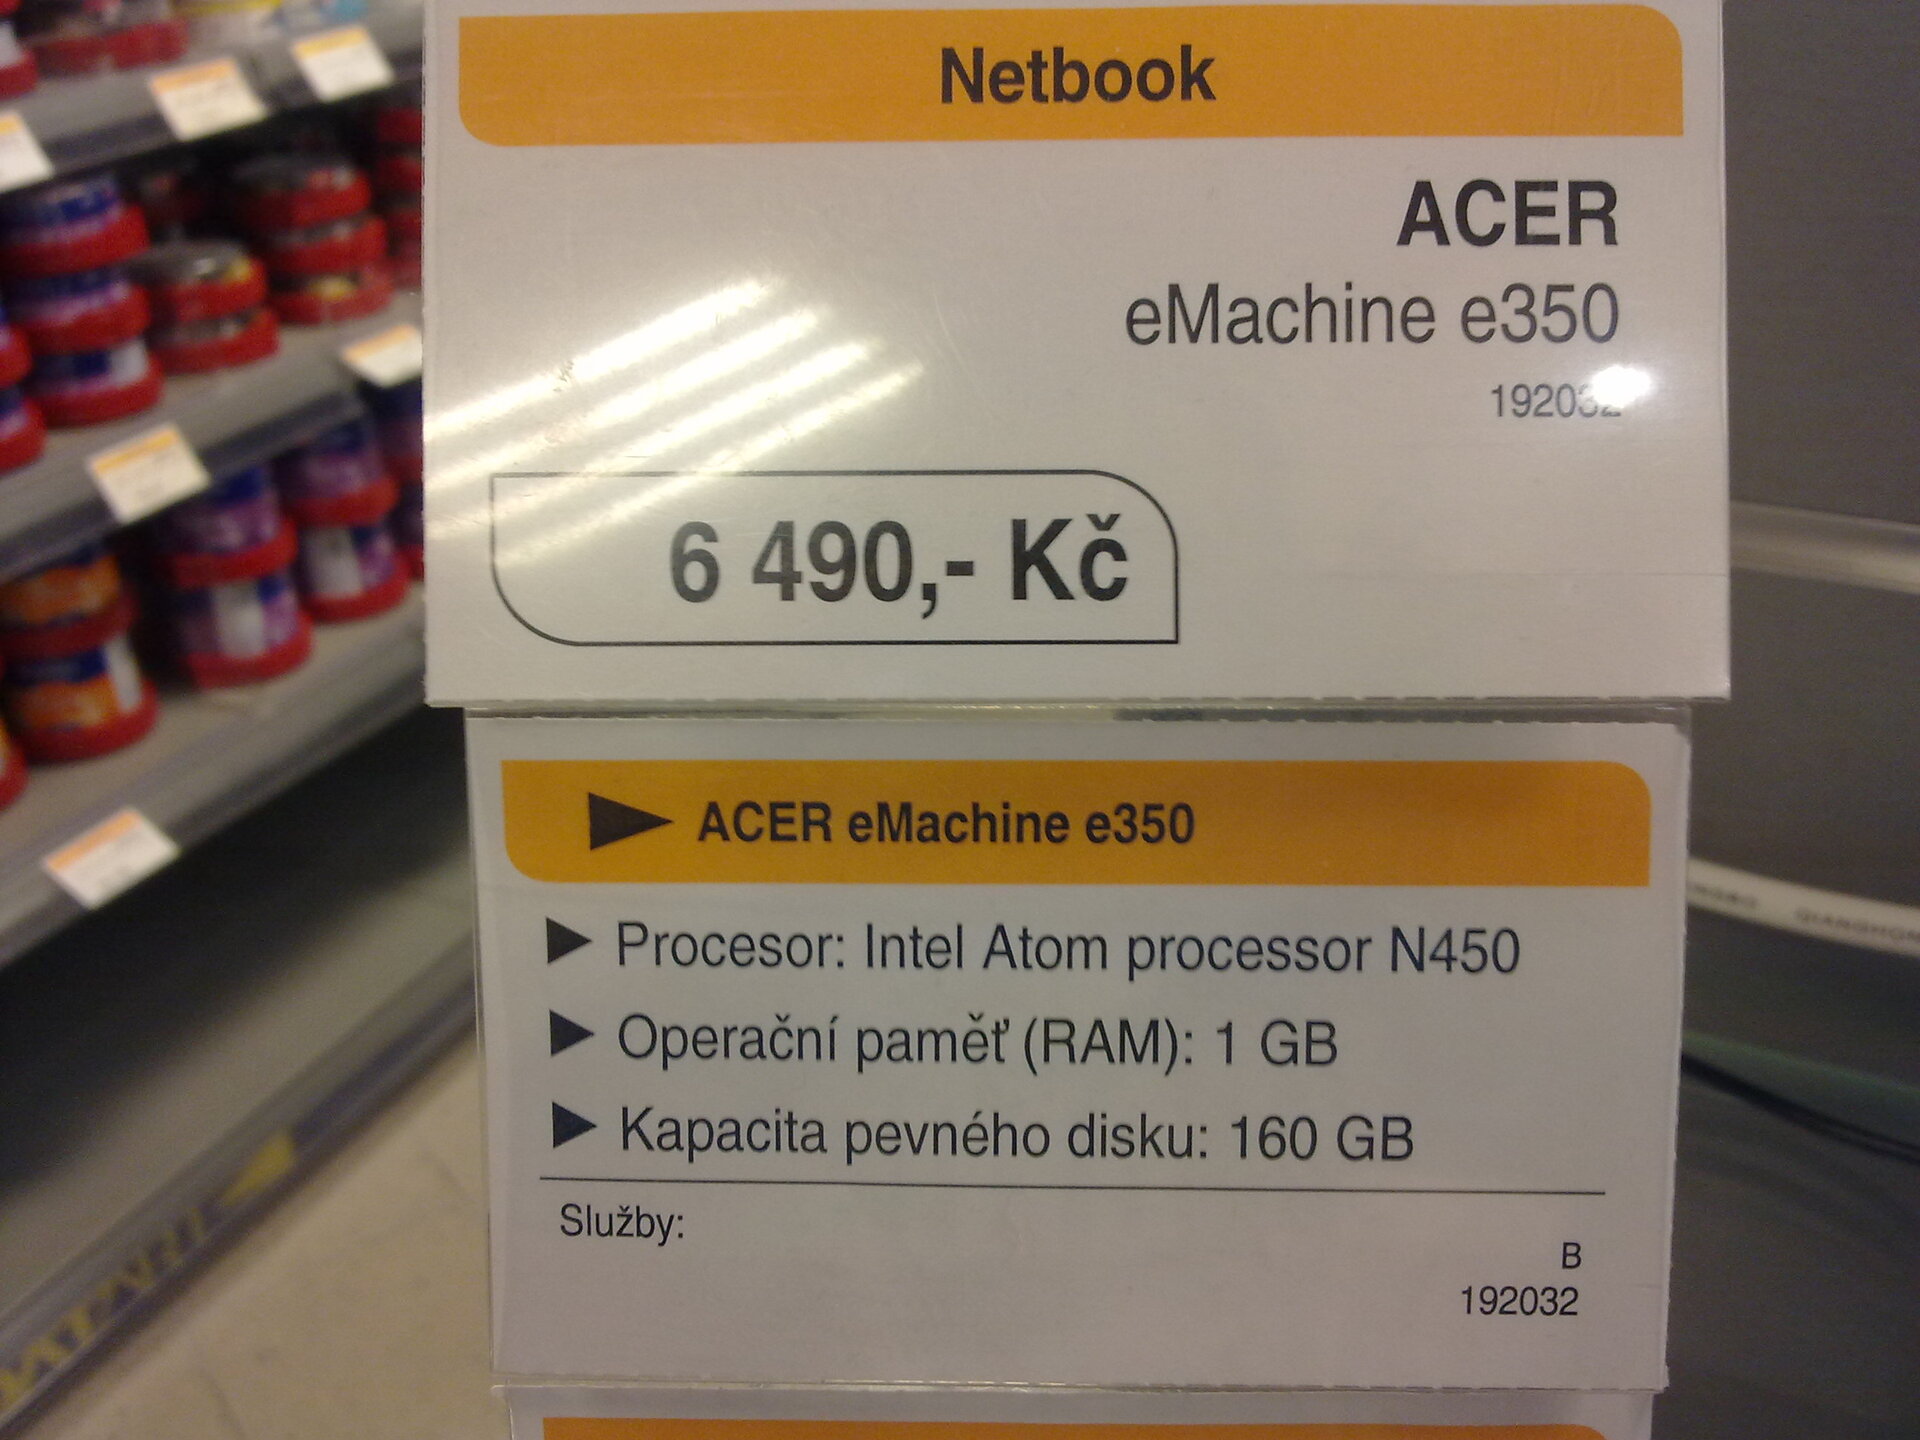 Netbook
ACER
eMachine e350
192032
6 490,- Kč
ACER eMachine e350
Procesor: Intel Atom processor N450
Operační paměť (RAM): 1 GB
Kapacita pevného disku: 160 GB
Služby:
B
192032